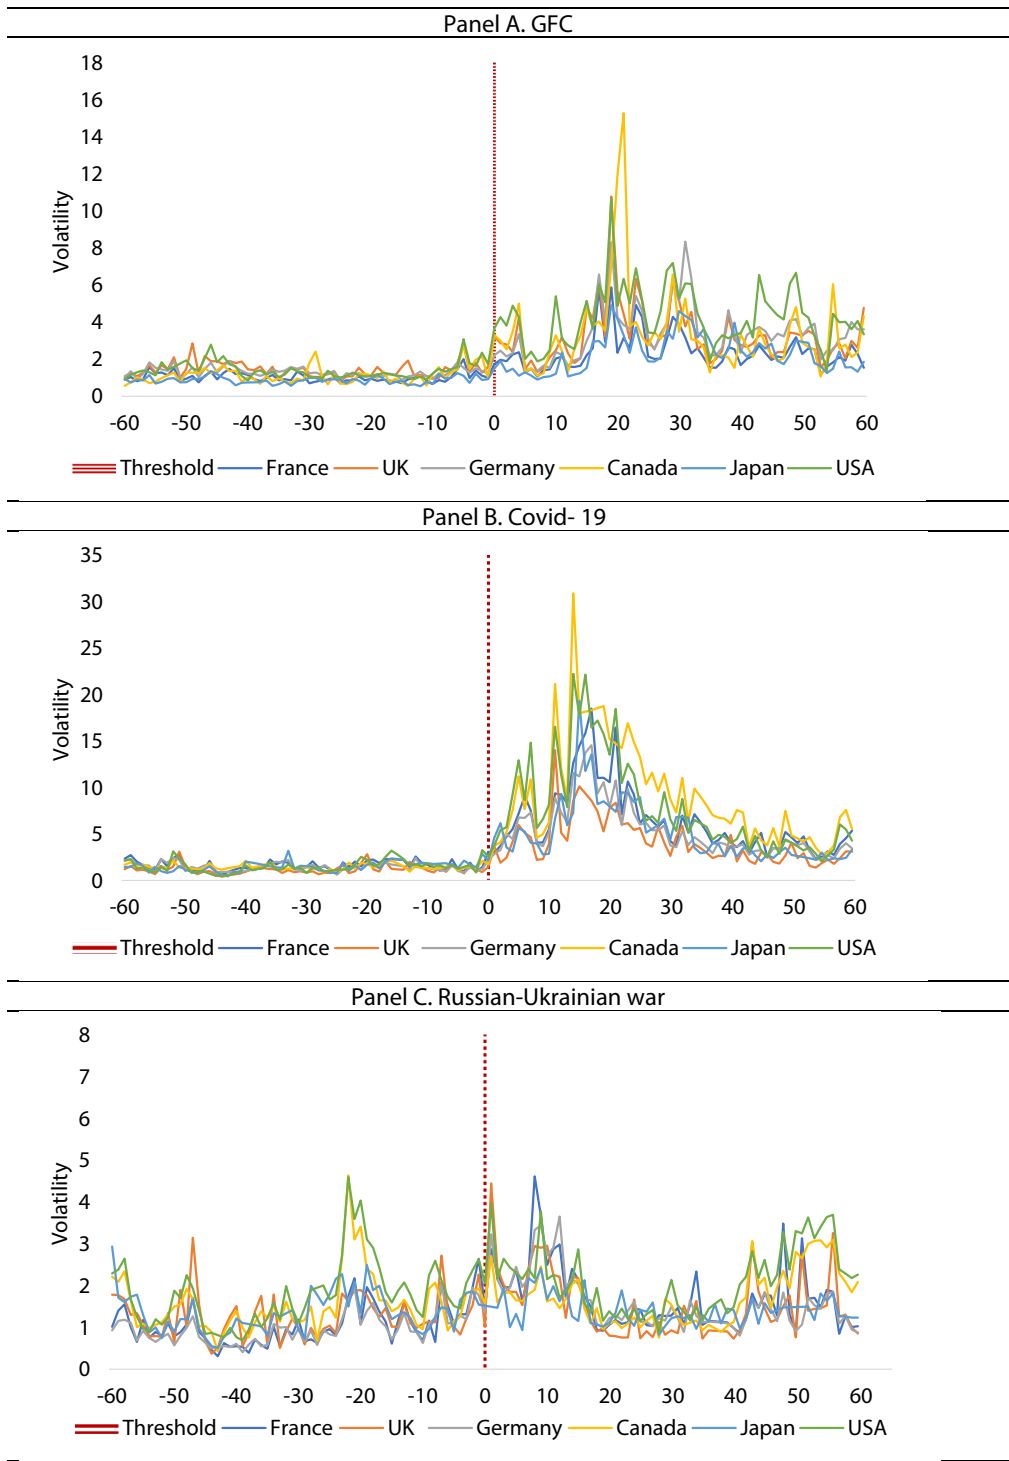 Panel A. GFC
18
16
14
12
10
8
6
4
2
0
Volatility
-60 -50 -40 -30 -20 -10 0 10 20 30 40 50 60
Threshold France UK Germany Canada Japan USA
Panel B. Covid- 19
35
30
25
20
15
10
5
0
Volatility
-60 -50 -40 -30 -20 -10 0 10 20 30 40 50 60
Threshold France UK Germany Canada Japan USA
Panel C. Russian-Ukrainian war
8
7
6
5
4
3
2
1
0
Volatility
-60 -50 -40 -30 -20 -10 0 10 20 30 40 50 60
Threshold France UK Germany Canada Japan USA